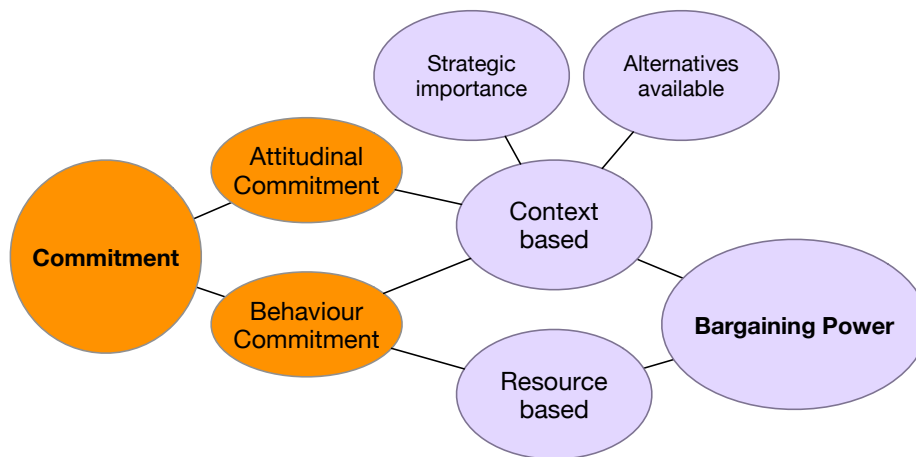 Strategic
importance
Alternatives
available
Attitudinal
Commitment
Context
based
Commitment
Behaviour
Commitment
Bargaining Power
Resource
based